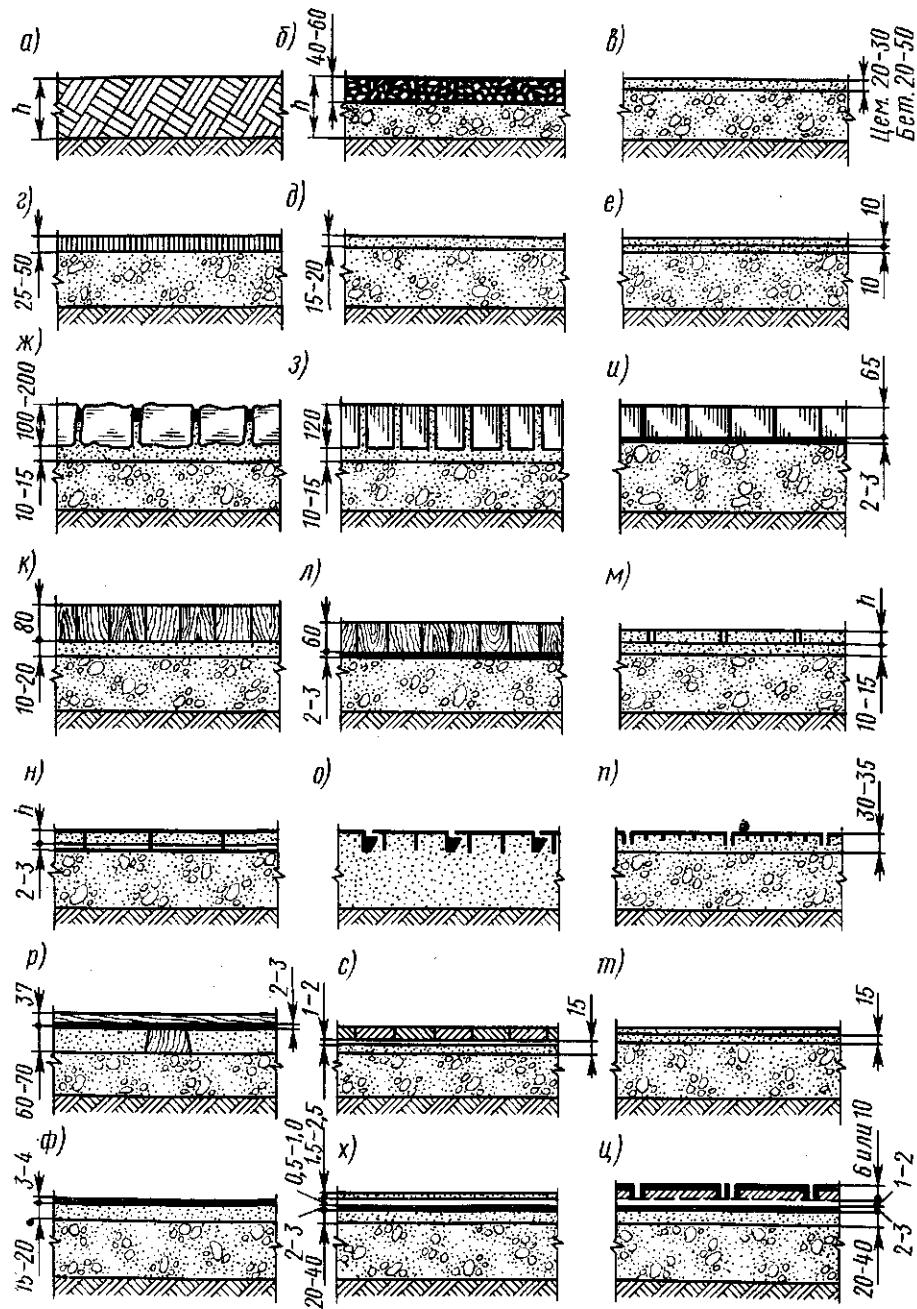 а)
h
б)
40-60
h
в)
Цем. 20-30
Бет. 20-50
г)
25-50
д)
15-20
е)
10
10
ж)
100-200
10-15
з)
120
10-15
и)
65
2-3
к)
80
10-20
л)
60
2-3
м)
h
10-15
н)
h
2-3
о)
п)
30-35
р)
37
60-70
2-3
с)
1-2
15
т)
15
ф)
3-4
15-20
х)
0,5-1,0
1,5-2,5
2-3
20-40
ц)
6 или 10
1-2
2-3
20-40